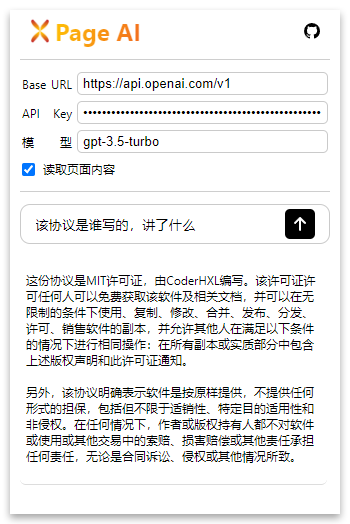 Page AI
Base URL https://api.openai.com/v1
API Key ••••••••••••••••••••••••••••••••••••••••••••••••••
模 型 gpt-3.5-turbo
读取页面内容
该协议是谁写的，讲了什么
这份协议是MIT许可证，由CoderHXL编写。该许可证许
可任何人可以免费获取该软件及相关文档，并可以在无
限制的条件下使用、复制、修改、合并、发布、分发、
许可、销售软件的副本，并允许其他人在满足以下条件
的情况下进行相同操作：在所有副本或实质部分中包含
上述版权声明和此许可证通知。
另外，该协议明确表示软件是按原样提供，不提供任何
形式的担保，包括但不限于适销性、特定目的适用性和
非侵权。在任何情况下，作者或版权持有人都不对软件
或使用或其他交易中的索赔、损害赔偿或其他责任承担
任何责任，无论是合同诉讼、侵权或其他情况所致。